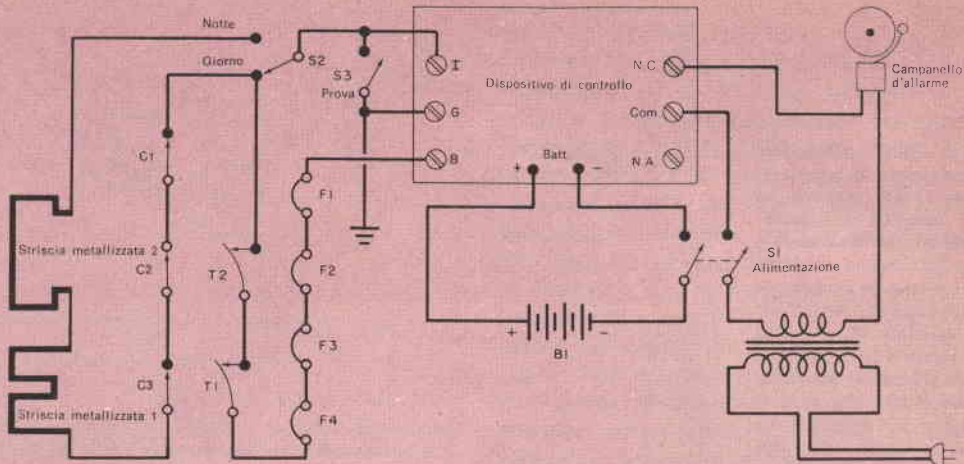 Notte
Giorno
S2
S3
Prova
I
G
B
Dispositivo di controllo
N.C
Com
N.A
+ Batt. -
Campanello
d'allarme
C1
Striscia metallizzata 2
C2
C3
Striscia metallizzata 1
T2
T1
F1
F2
F3
F4
S1
Alimentazione
+ -
B1